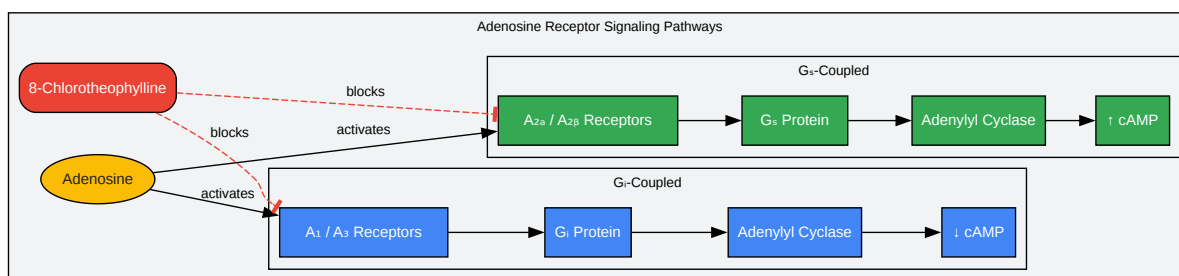 Adenosine Receptor Signaling Pathways
8-Chlorotheophylline
blocks
blocks
Adenosine
activates
activates
Gₛ-Coupled
A₂ₐ / A₂ᵦ Receptors
Gₛ Protein
Adenylyl Cyclase
↑ cAMP
Gᵢ-Coupled
A₁ / A₃ Receptors
Gᵢ Protein
Adenylyl Cyclase
↓ cAMP